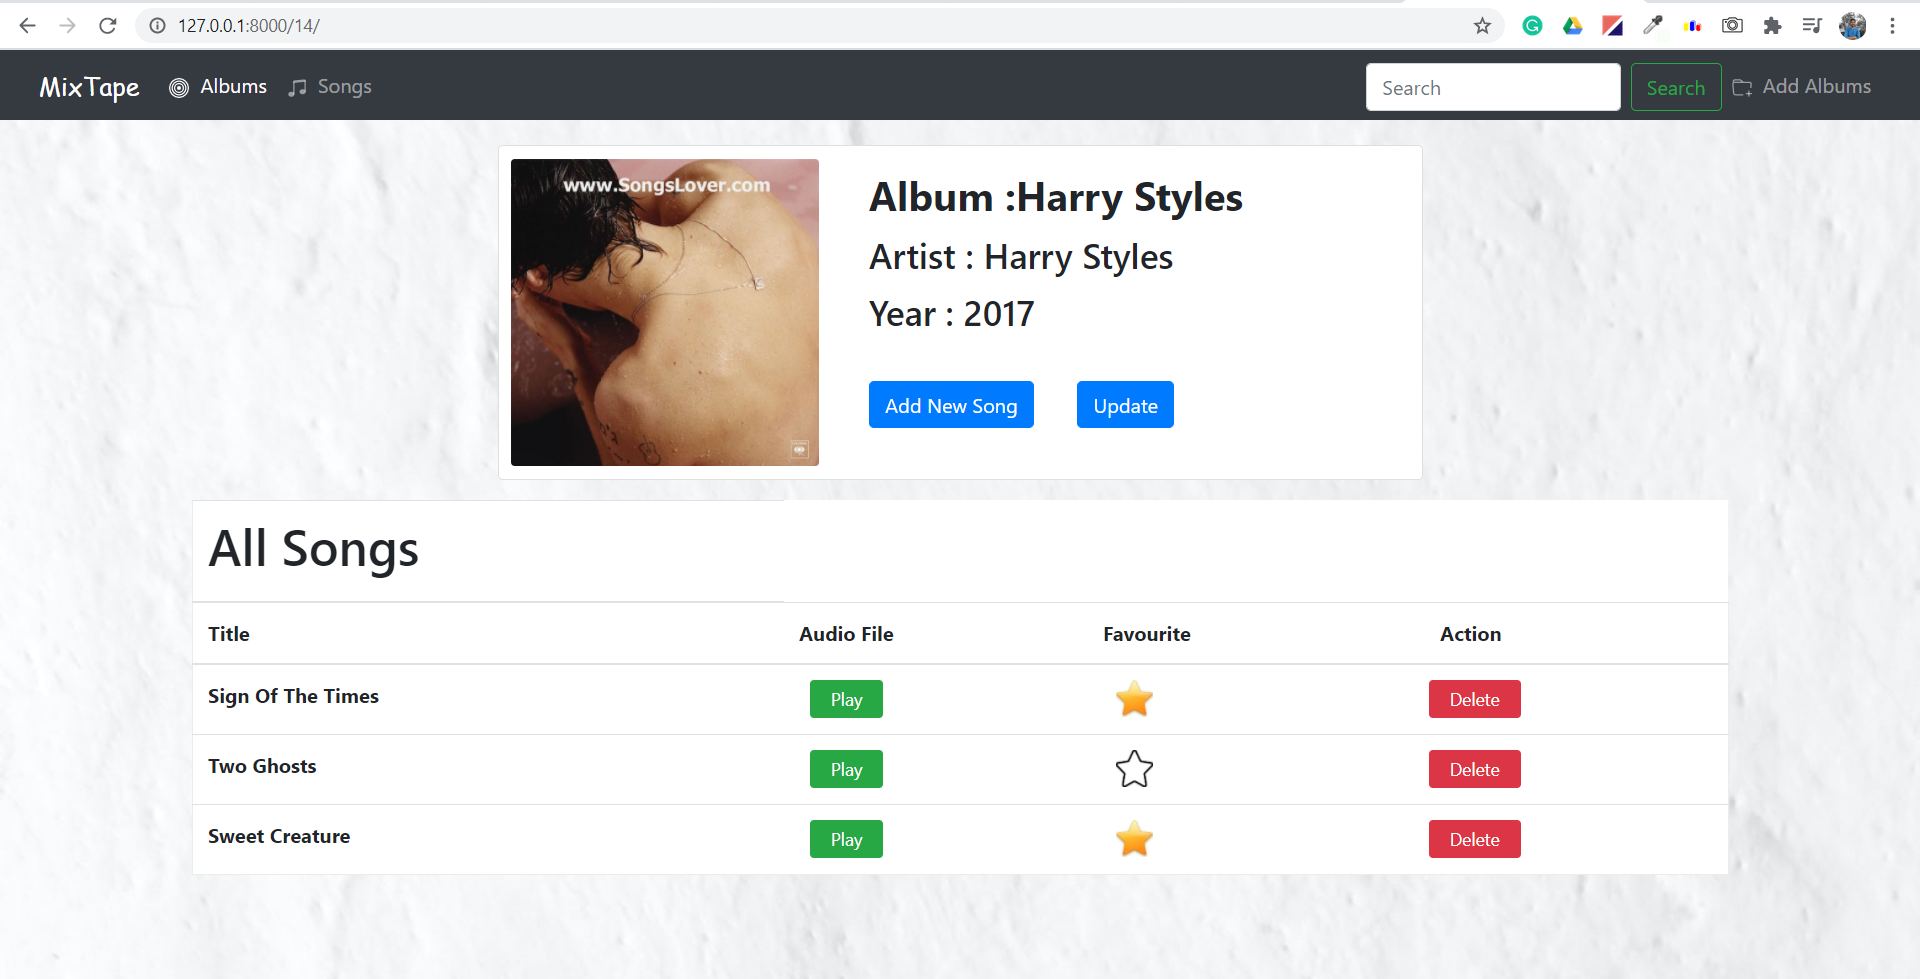 127.0.0.1:8000/14/
MixTape Albums Songs Search Search Add Albums
www.SongsLover.com
Album :Harry Styles
Artist : Harry Styles
Year : 2017
Add New Song Update
All Songs
Title Audio File Favourite Action
Sign Of The Times Play Delete
Two Ghosts Play Delete
Sweet Creature Play Delete